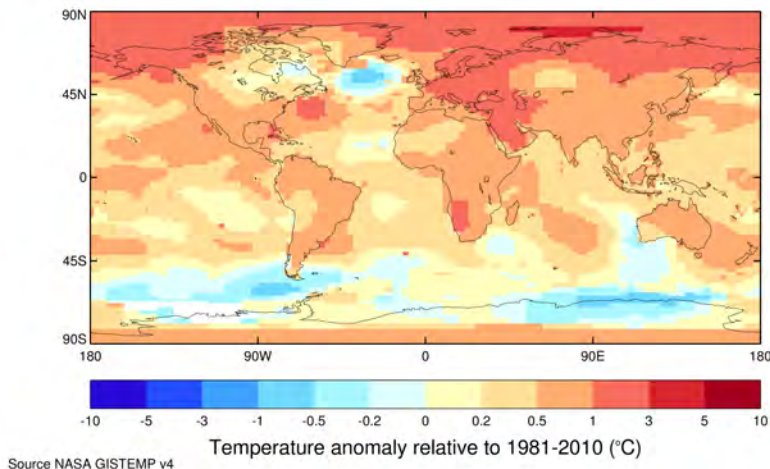 90N
45N
0
45S
90S
180 90W 0 90E 180
-10 -5 -3 -1 -0.5 -0.2 0 0.2 0.5 1 3 5 10
Temperature anomaly relative to 1981-2010 (°C)
Source NASA GISTEMP v4